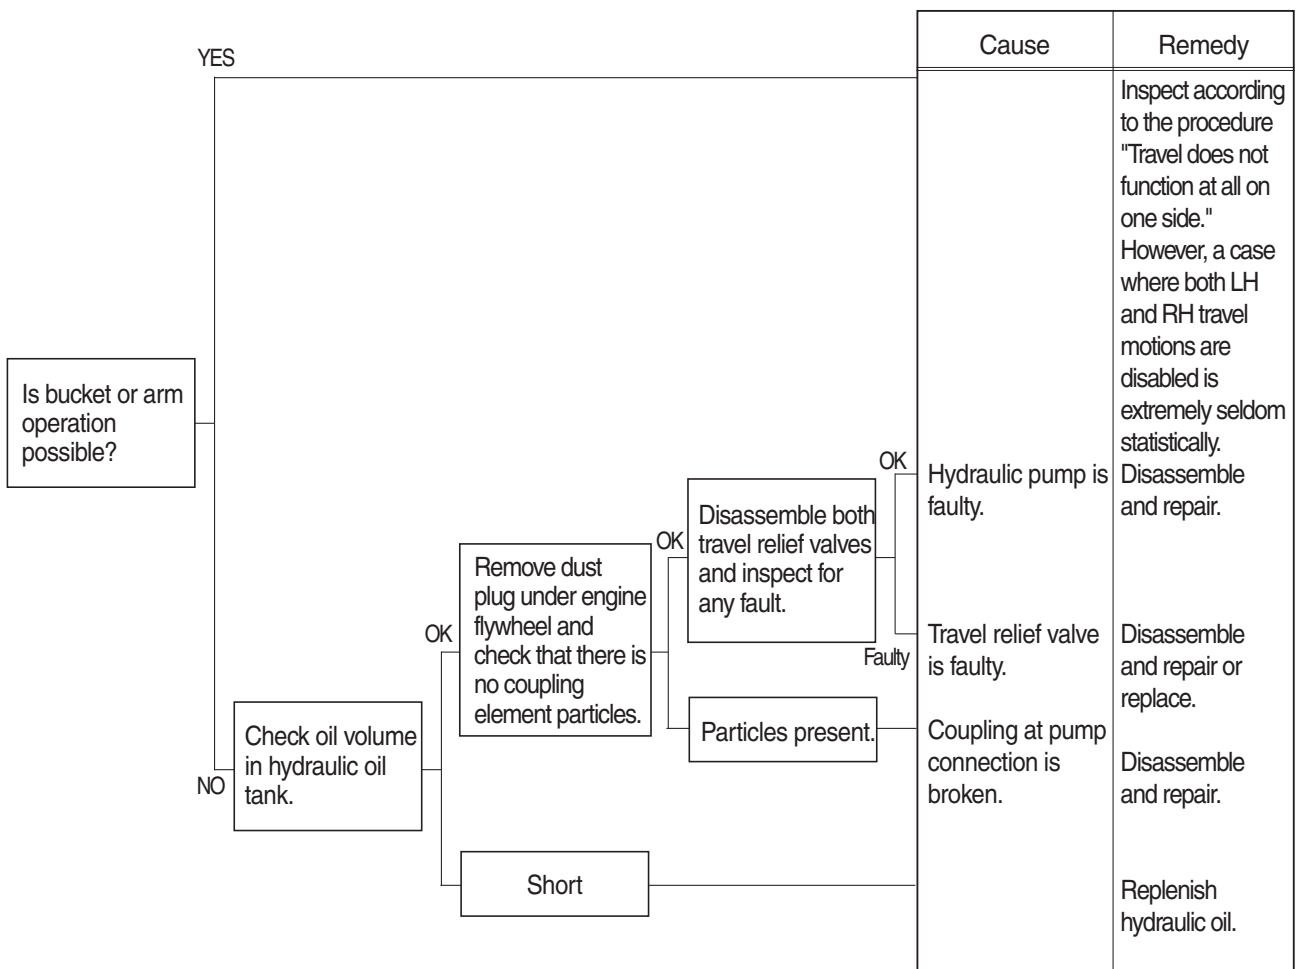 Cause
Remedy
YES
Inspect according
to the procedure
"Travel does not
function at all on
one side."
However, a case
where both LH
and RH travel
motions are
disabled is
extremely seldom
statistically.
Is bucket or arm
operation
possible?
NO
Check oil volume
in hydraulic oil
tank.
OK
Remove dust
plug under engine
flywheel and
check that there is
no coupling
element particles.
OK
Disassemble both
travel relief valves
and inspect for
any fault.
OK
Hydraulic pump is
faulty.
Disassemble
and repair.
Faulty
Travel relief valve
is faulty.
Disassemble
and repair or
replace.
Particles present.
Coupling at pump
connection is
broken.
Disassemble
and repair.
Short
Replenish
hydraulic oil.